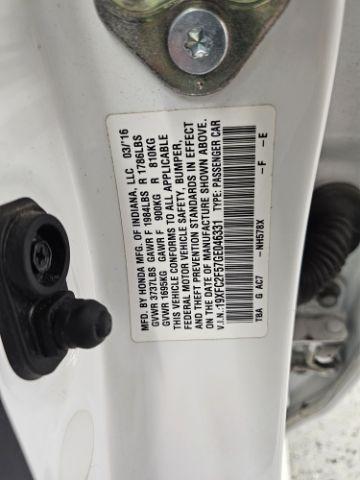 MFD. BY HONDA MFG. OF INDIANA, LLC 03/16
GVWR 3737LBS GAWR F 1984LBS R 1786LBS
GVWR 1695KG GAWR F 900KG R 810KG
THIS VEHICLE CONFORMS TO ALL APPLICABLE
FEDERAL MOTOR VEHICLE SAFETY, BUMPER,
AND THEFT PREVENTION STANDARDS IN EFFECT
ON THE DATE OF MANUFACTURE SHOWN ABOVE.
V.I.N.: 19XFC2F57GE046331 TYPE: PASSENGER CAR
TBA G AC7 - NH578X - F - E